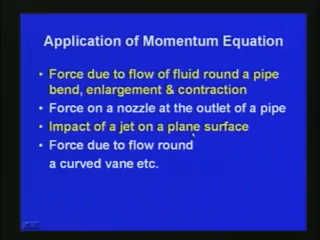 Application of Momentum Equation
• Force due to flow of fluid round a pipe
bend, enlargement & contraction
• Force on a nozzle at the outlet of a pipe
• Impact of a jet on a plane surface
• Force due to flow round
a curved vane etc.